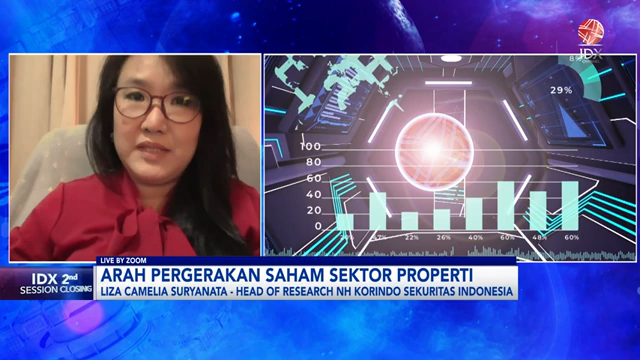 IDX
29%
100
80
60
40
20
0
22%
26%
40%
60%
48%
60%
LIVE BY ZOOM
IDX 2nd
SESSION CLOSING
ARAH PERGERAKAN SAHAM SEKTOR PROPERTI
LIZA CAMELIA SURYANATA - HEAD OF RESEARCH NH KORINDO SEKURITAS INDONESIA